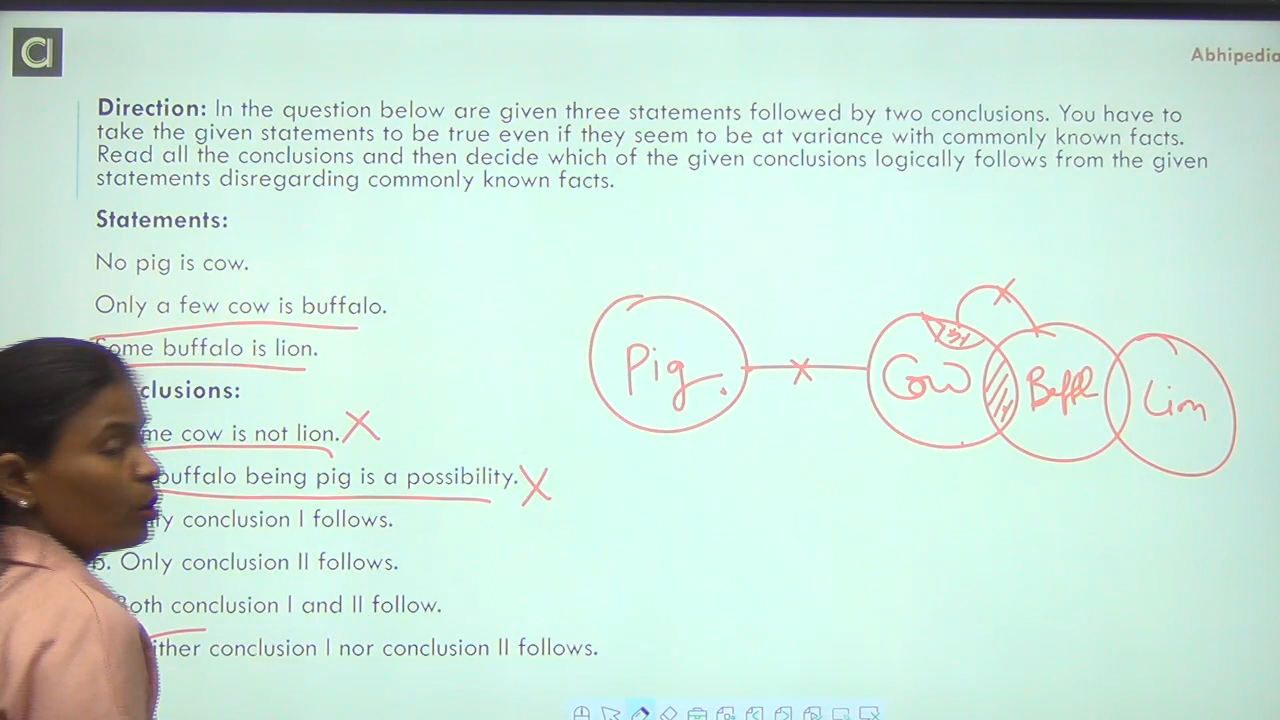 Abhipedia
Direction: In the question below are given three statements followed by two conclusions. You have to
take the given statements to be true even if they seem to be at variance with commonly known facts.
Read all the conclusions and then decide which of the given conclusions logically follows from the given
statements disregarding commonly known facts.
Statements:
No pig is cow.
Only a few cow is buffalo.
Some buffalo is lion.
clusions:
me cow is not lion. X
buffalo being pig is a possibility. X
y conclusion I follows.
b. Only conclusion II follows.
Both conclusion I and II follow.
ither conclusion I nor conclusion II follows.
Pig Cow Lion